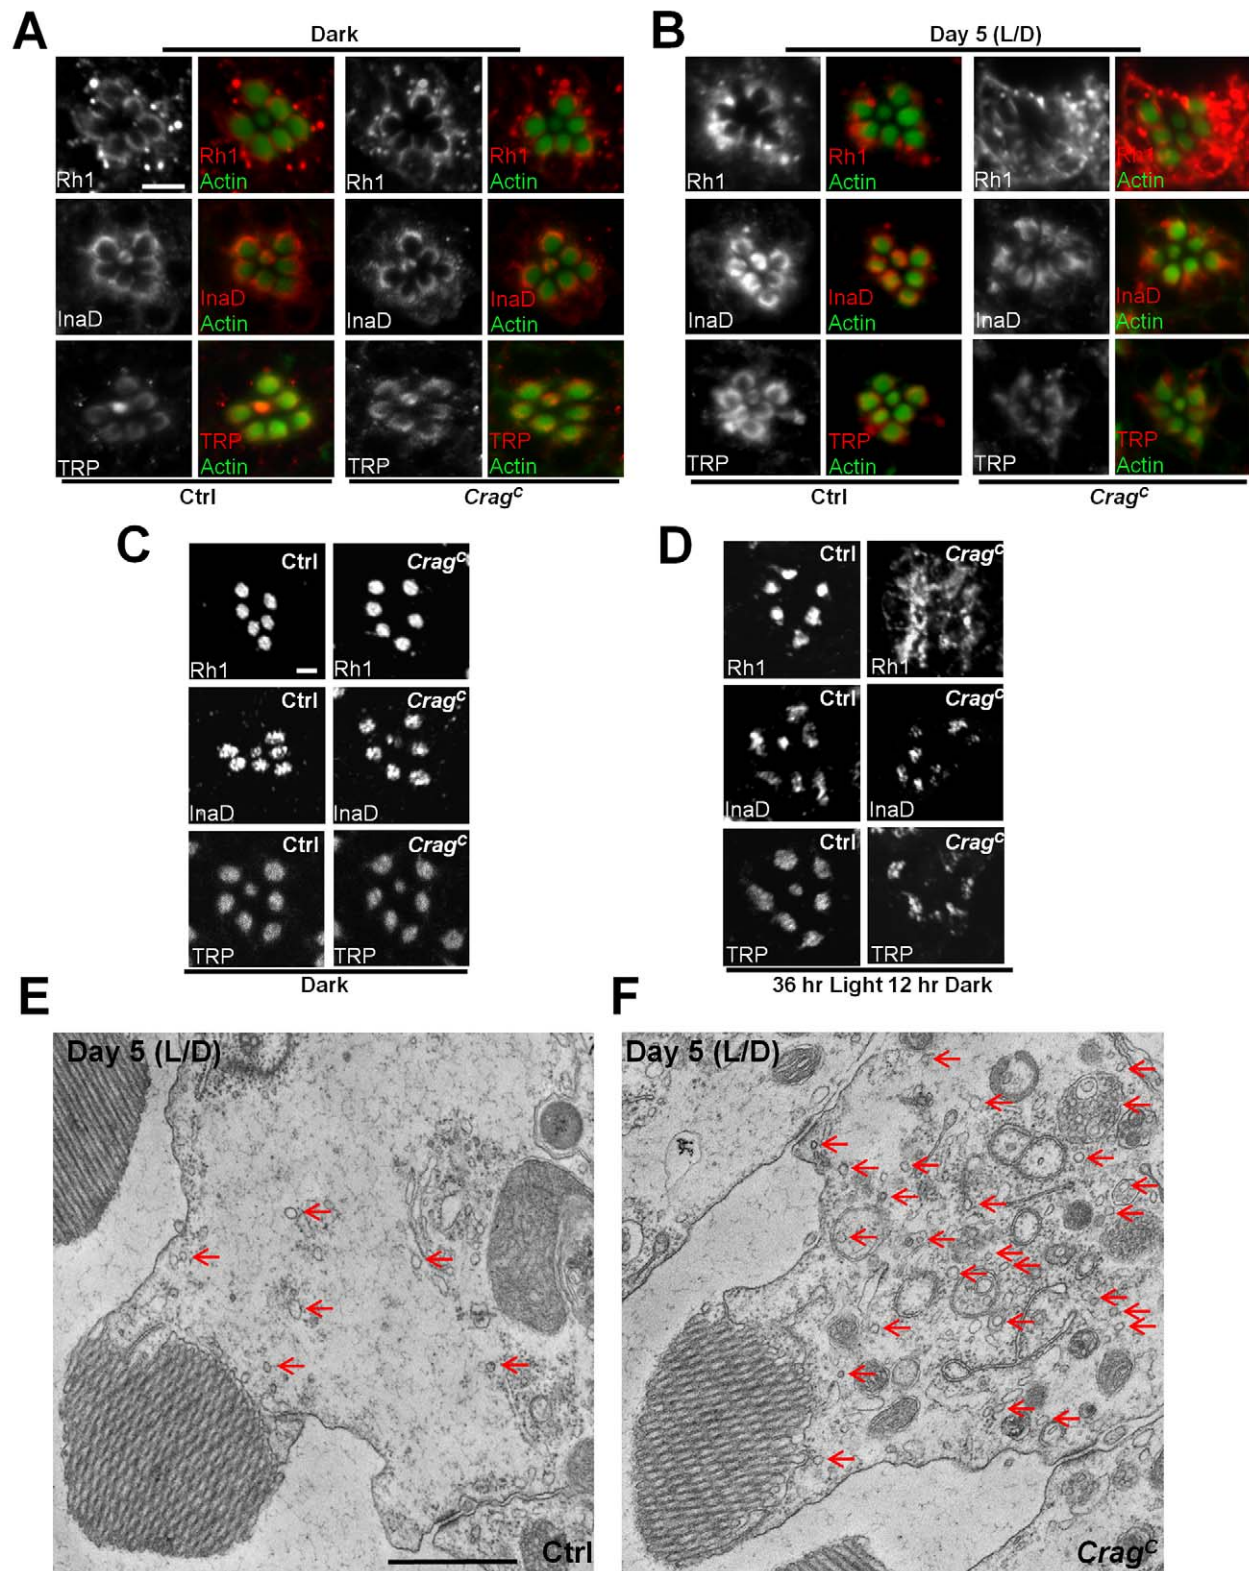 A
Dark
Rh1
Rh1
Actin
Rh1
Rh1
Actin
InaD
InaD
Actin
InaD
InaD
Actin
TRP
TRP
Actin
TRP
TRP
Actin
Ctrl
Crag^C
B
Day 5 (L/D)
Rh1
Rh1
Actin
Rh1
Rh1
Actin
InaD
InaD
Actin
InaD
InaD
Actin
TRP
TRP
Actin
TRP
TRP
Actin
Ctrl
Crag^C
C
Ctrl
Rh1
Crag^C
Rh1
Ctrl
InaD
Crag^C
InaD
Ctrl
TRP
Crag^C
TRP
Dark
D
Ctrl
Rh1
Crag^C
Rh1
Ctrl
InaD
Crag^C
InaD
Ctrl
TRP
Crag^C
TRP
36 hr Light 12 hr Dark
E
Day 5 (L/D)
Ctrl
F
Day 5 (L/D)
Crag^C